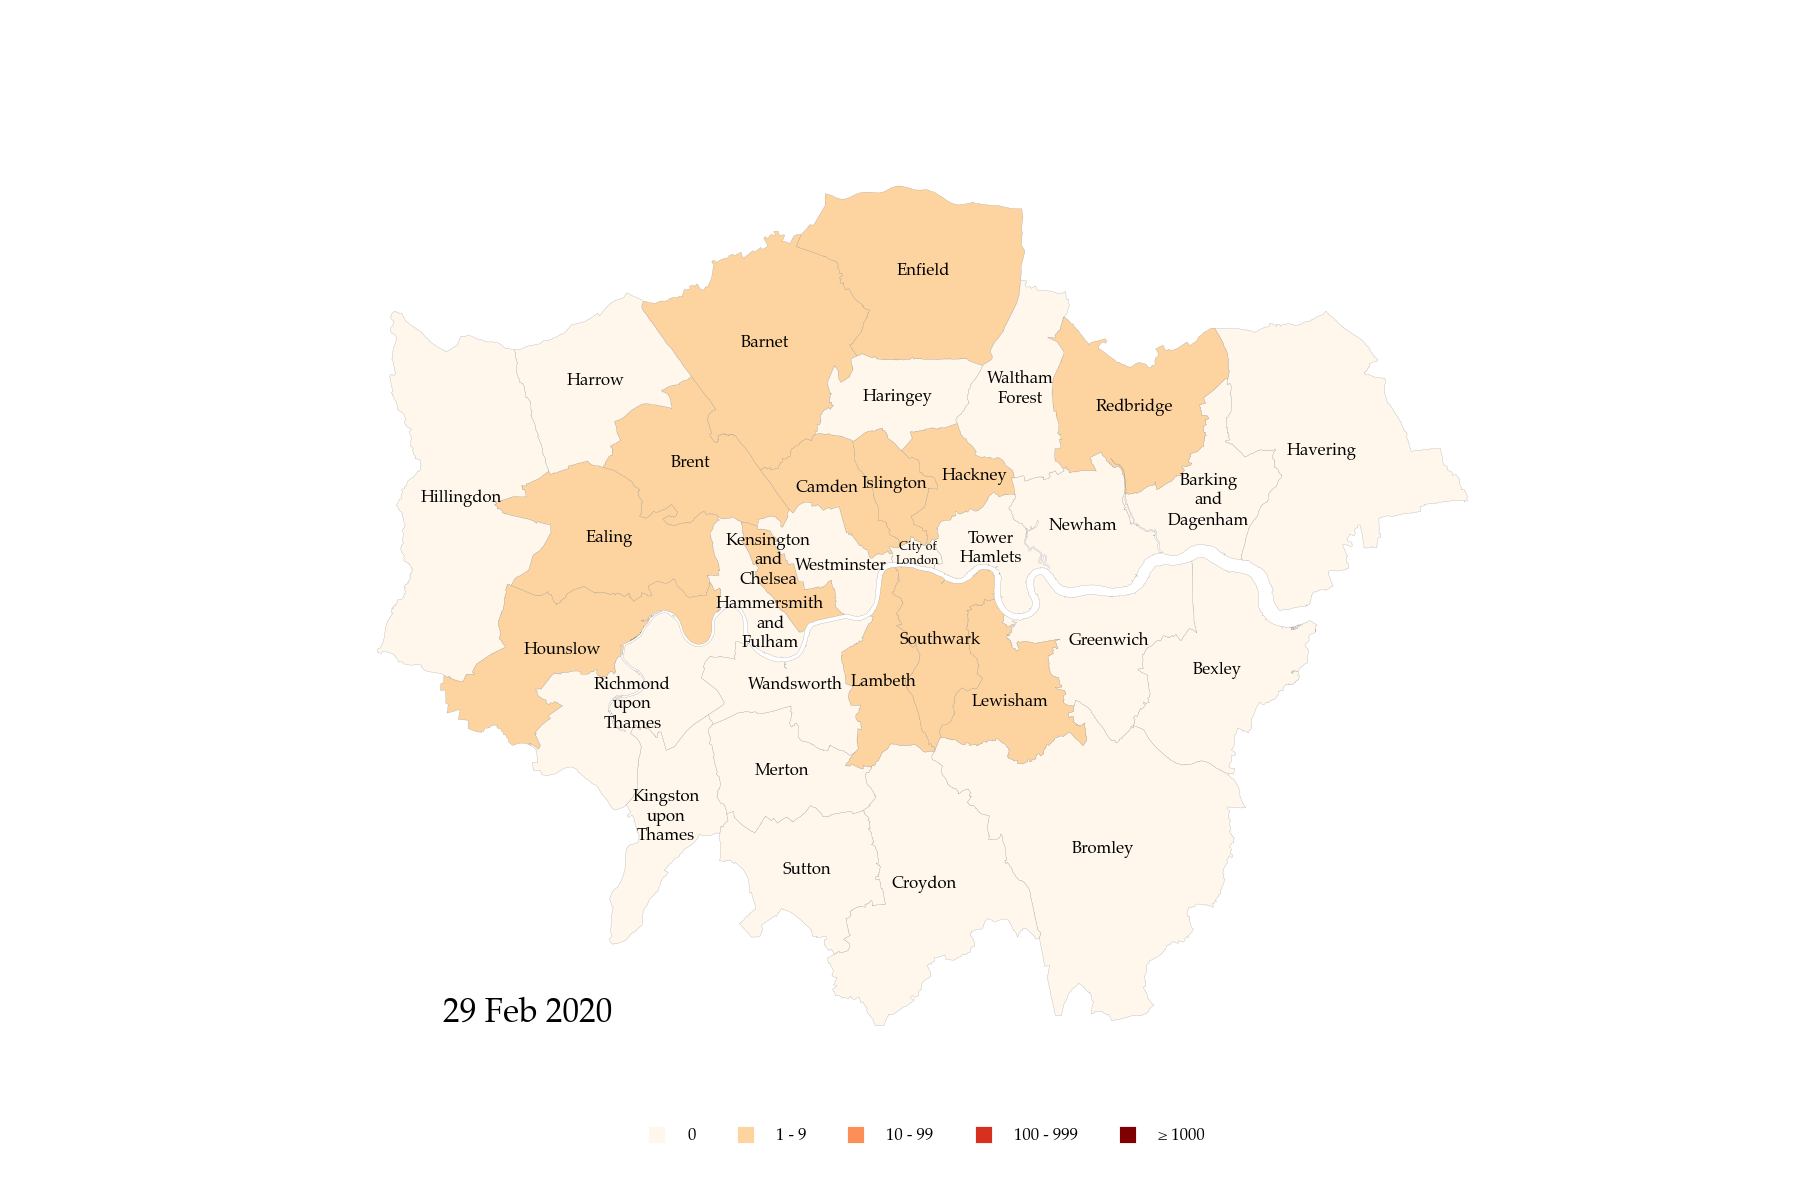 Enfield
Barnet
Harrow
Haringey
Waltham
Forest
Redbridge
Havering
Brent
Camden
Islington
Hackney
Barking
and
Dagenham
Hillingdon
Ealing
Kensington
and
Chelsea
Westminster
City of
London
Tower
Hamlets
Newham
Hammersmith
and
Fulham
Hounslow
Southwark
Greenwich
Bexley
Richmond
upon
Thames
Wandsworth
Lambeth
Lewisham
Merton
Kingston
upon
Thames
Sutton
Croydon
Bromley
29 Feb 2020
0
1 - 9
10 - 99
100 - 999
≥ 1000